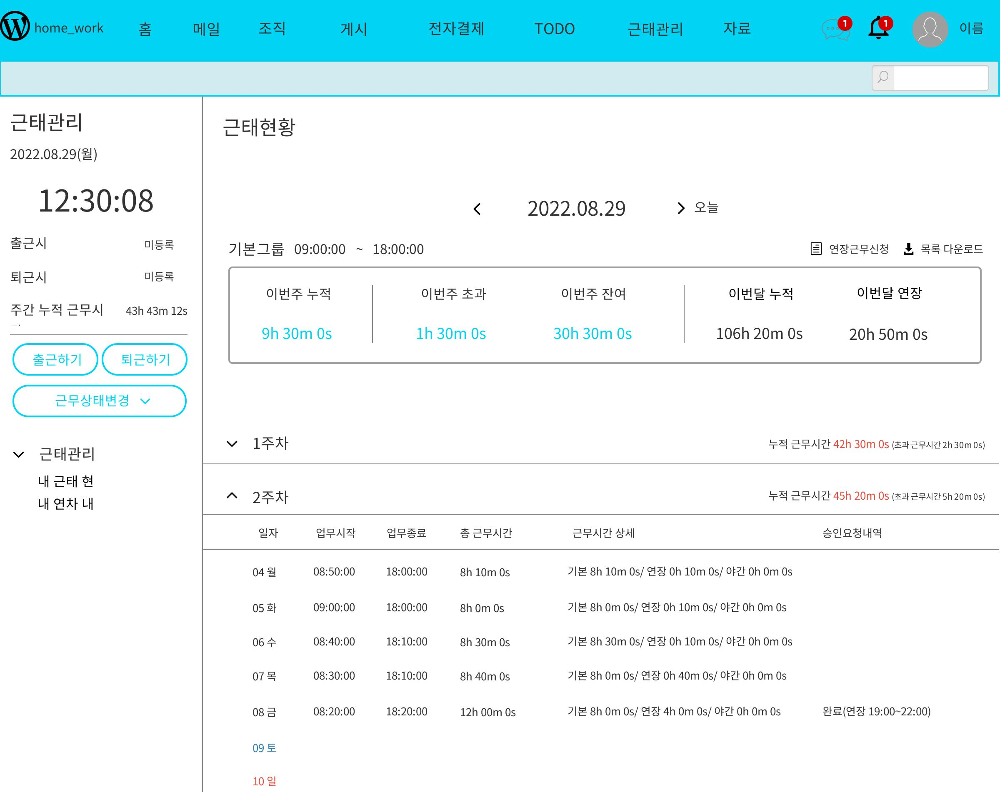 home_work 홈 메일 조직 게시 전자결제 TODO 근태관리 자료 1 1 이름
근태관리
2022.08.29(월)
12:30:08
출근시 미등록
퇴근시 미등록
주간 누적 근무시 43h 43m 12s
출근하기 퇴근하기
근무상태변경
근태관리
내 근태 현
내 연차 내
근태현황
2022.08.29 오늘
기본그룹 09:00:00 ~ 18:00:00 연장근무신청 목록 다운로드
이번주 누적 이번주 초과 이번주 잔여 이번달 누적 이번달 연장
9h 30m 0s 1h 30m 0s 30h 30m 0s 106h 20m 0s 20h 50m 0s
1주차 누적 근무시간 42h 30m 0s (초과 근무시간 2h 30m 0s)
2주차 누적 근무시간 45h 20m 0s (초과 근무시간 5h 20m 0s)
일자 업무시작 업무종료 총 근무시간 근무시간 상세 승인요청내역
04 월 08:50:00 18:00:00 8h 10m 0s 기본 8h 10m 0s/ 연장 0h 10m 0s/ 야간 0h 0m 0s
05 화 09:00:00 18:00:00 8h 0m 0s 기본 8h 0m 0s/ 연장 0h 10m 0s/ 야간 0h 0m 0s
06 수 08:40:00 18:10:00 8h 30m 0s 기본 8h 30m 0s/ 연장 0h 10m 0s/ 야간 0h 0m 0s
07 목 08:30:00 18:10:00 8h 40m 0s 기본 8h 0m 0s/ 연장 0h 40m 0s/ 야간 0h 0m 0s
08 금 08:20:00 18:20:00 12h 00m 0s 기본 8h 0m 0s/ 연장 4h 0m 0s/ 야간 0h 0m 0s 완료(연장 19:00~22:00)
09 토
10 일